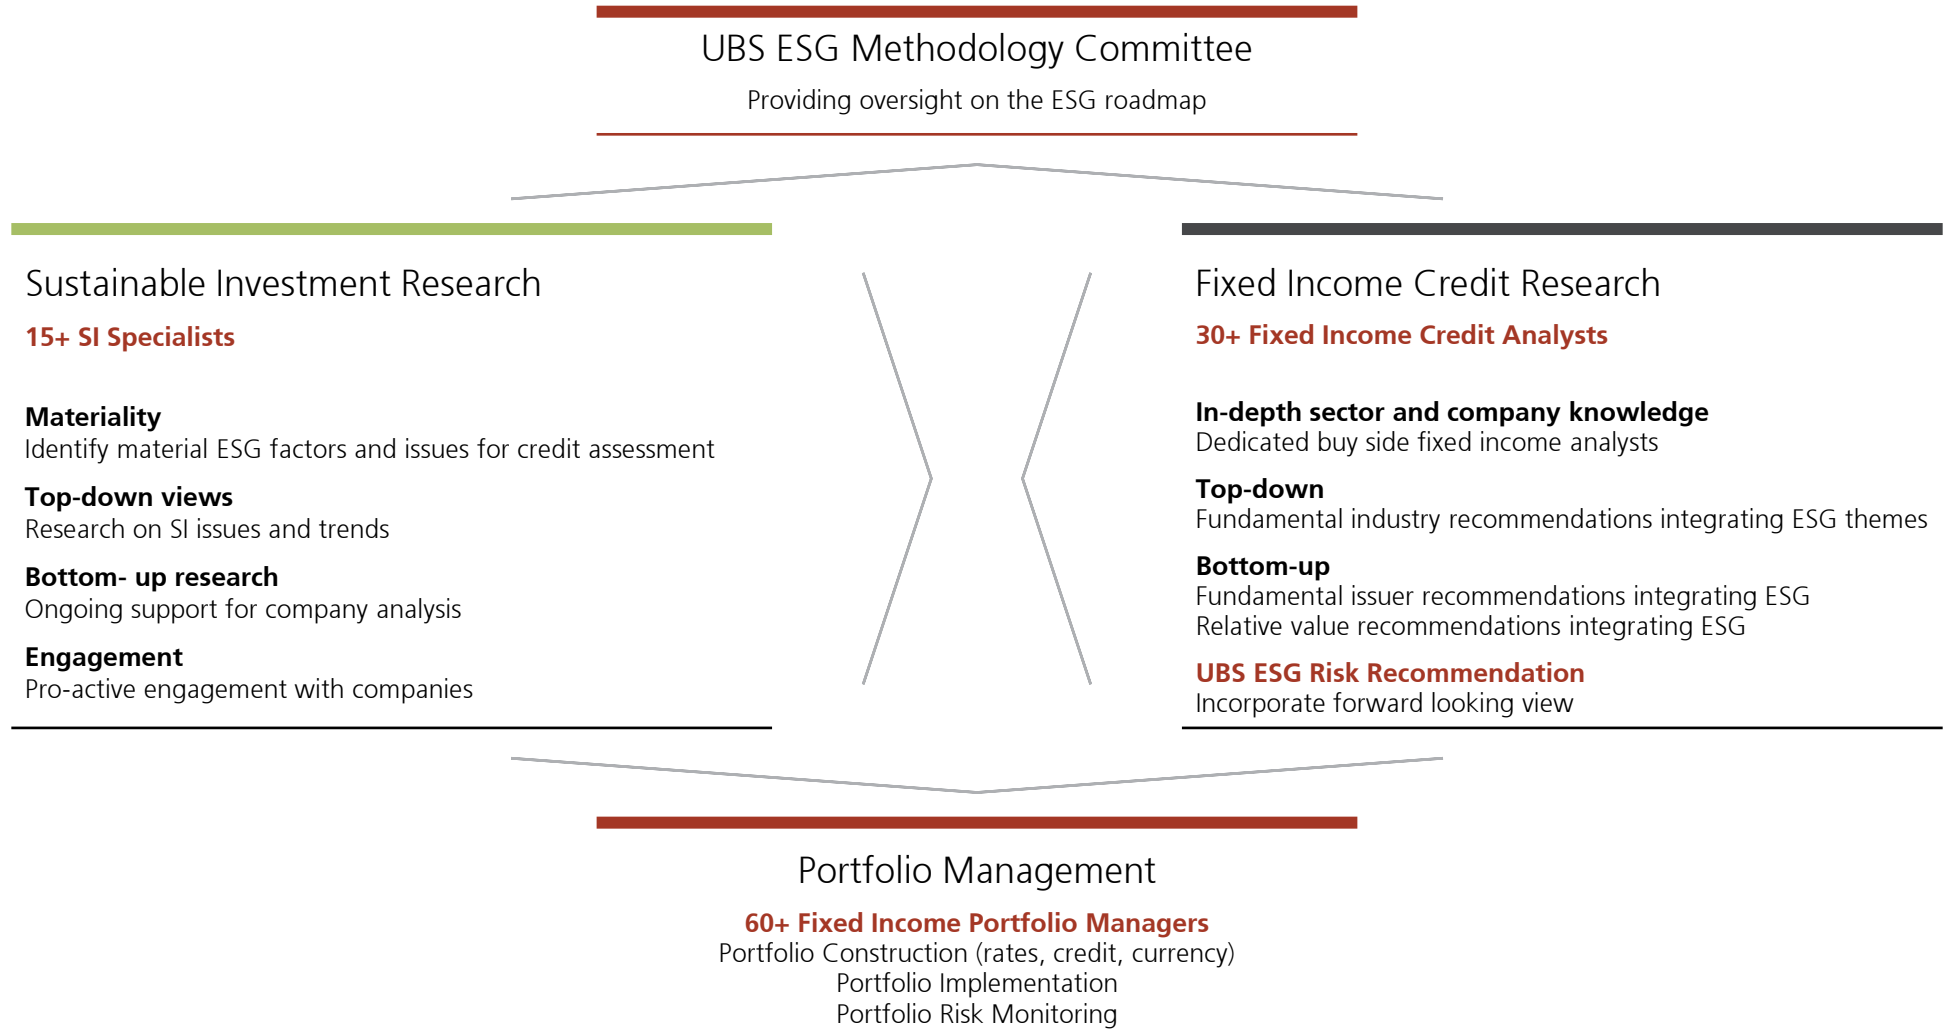 UBS ESG Methodology Committee
Providing oversight on the ESG roadmap
Sustainable Investment Research
15+ SI Specialists
Materiality
Identify material ESG factors and issues for credit assessment
Top-down views
Research on SI issues and trends
Bottom- up research
Ongoing support for company analysis
Engagement
Pro-active engagement with companies
Fixed Income Credit Research
30+ Fixed Income Credit Analysts
In-depth sector and company knowledge
Dedicated buy side fixed income analysts
Top-down
Fundamental industry recommendations integrating ESG themes
Bottom-up
Fundamental issuer recommendations integrating ESG
Relative value recommendations integrating ESG
UBS ESG Risk Recommendation
Incorporate forward looking view
Portfolio Management
60+ Fixed Income Portfolio Managers
Portfolio Construction (rates, credit, currency)
Portfolio Implementation
Portfolio Risk Monitoring